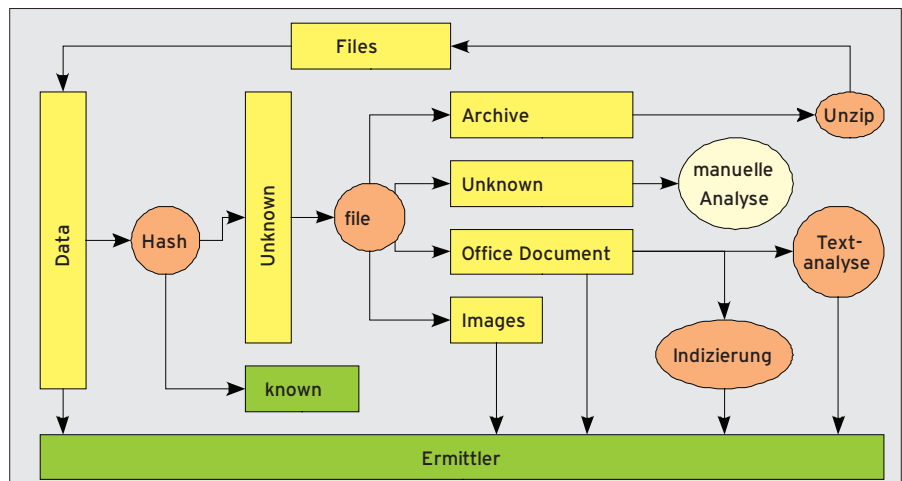 Files
Archive
Unzip
Data
Hash
Unknown
file
Unknown
manuelle
Analyse
Office Document
Text-
analyse
Images
Indizierung
known
Ermittler